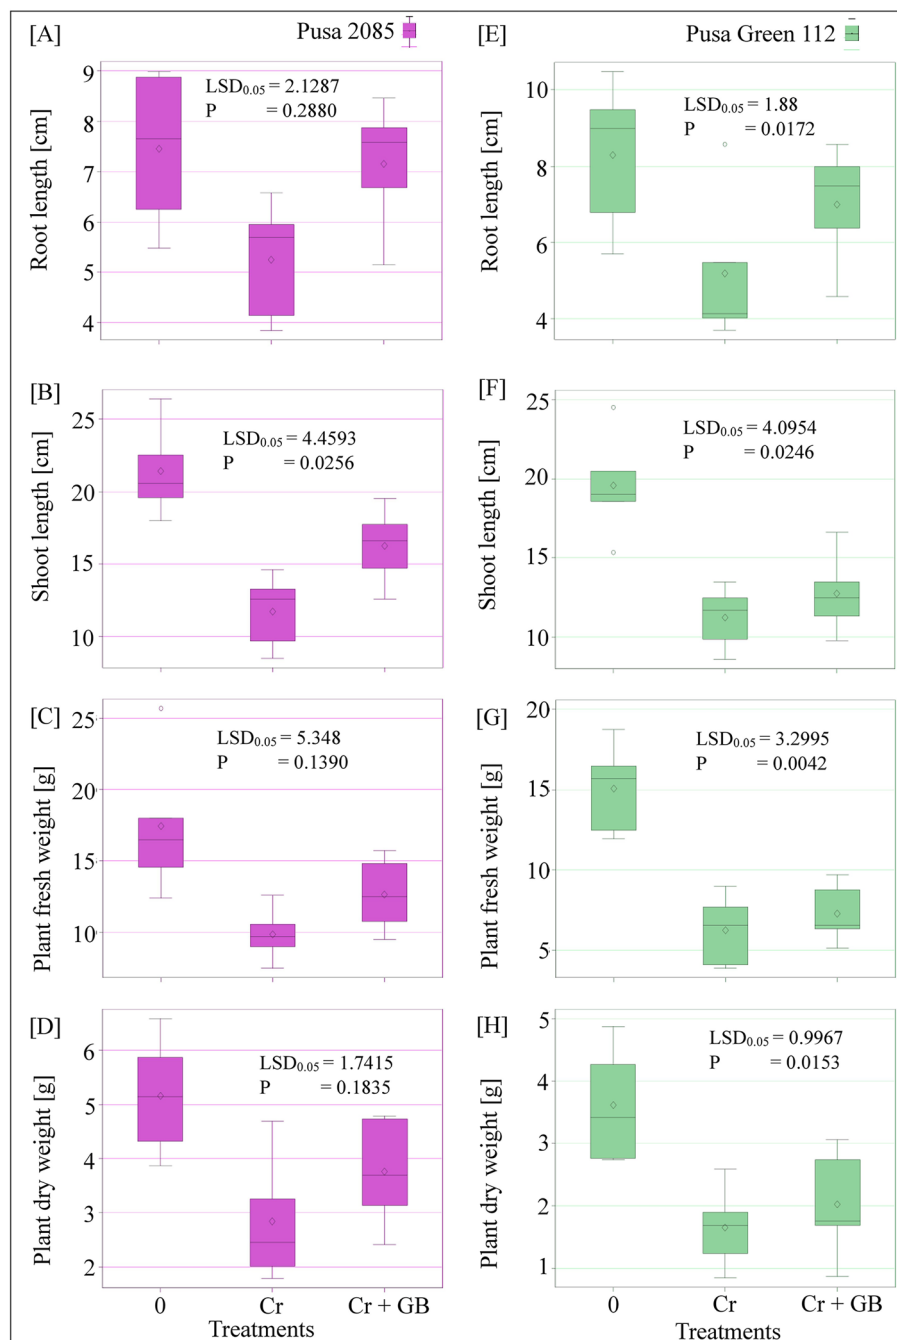 [A]
Pusa 2085
Root length [cm]
9
8
7
6
5
4
LSD0.05 = 2.1287
P = 0.2880
[E]
Pusa Green 112
Root length [cm]
10
8
6
4
LSD0.05 = 1.88
P = 0.0172
[B]
Shoot length [cm]
25
20
15
10
LSD0.05 = 4.4593
P = 0.0256
[F]
Shoot length [cm]
25
20
15
10
LSD0.05 = 4.0954
P = 0.0246
[C]
Plant fresh weight [g]
25
20
15
10
LSD0.05 = 5.348
P = 0.1390
[G]
Plant fresh weight [g]
20
15
10
5
LSD0.05 = 3.2995
P = 0.0042
[D]
Plant dry weight [g]
6
5
4
3
2
LSD0.05 = 1.7415
P = 0.1835
0 Cr Cr + GB
Treatments
[H]
Plant dry weight [g]
5
4
3
2
1
LSD0.05 = 0.9967
P = 0.0153
0 Cr Cr + GB
Treatments